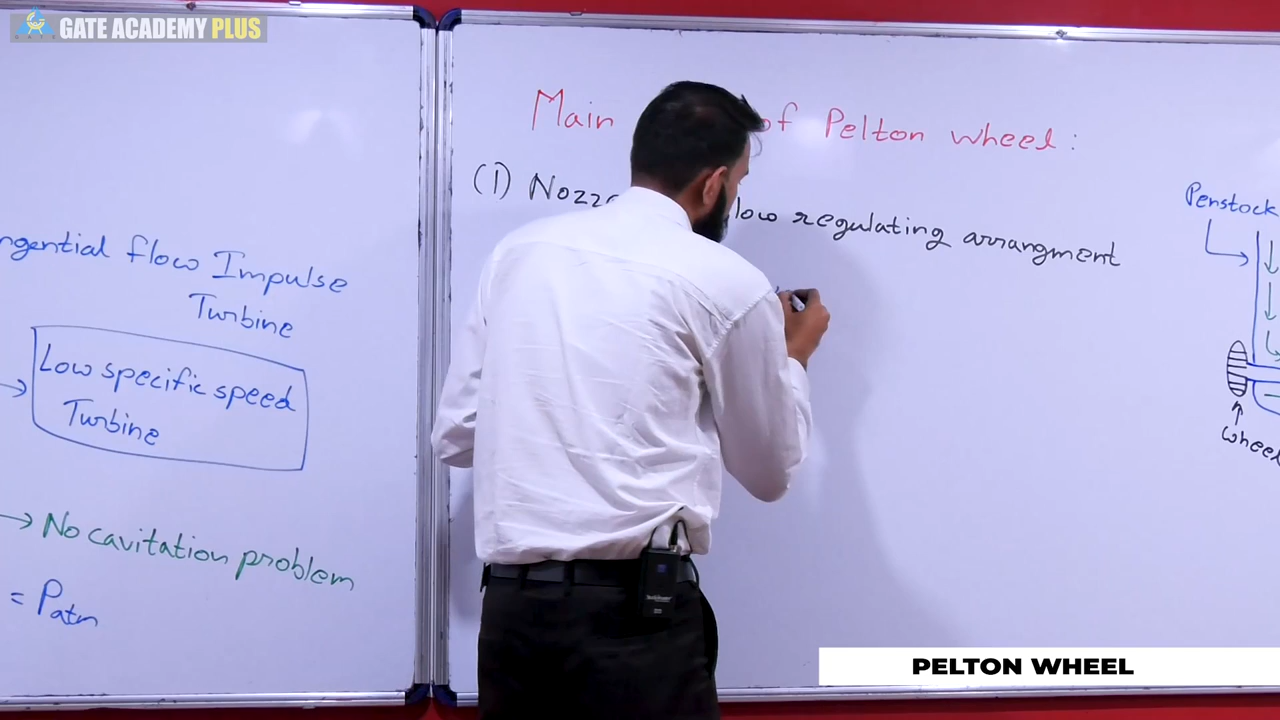 GATE ACADEMY PLUS
ngential flow Impulse
Turbine
Low specific speed
Turbine
No cavitation problem
= Patm
Main of Pelton wheel :
(1) Nozz low regulating arrangment
Penstock
wheel
PELTON WHEEL